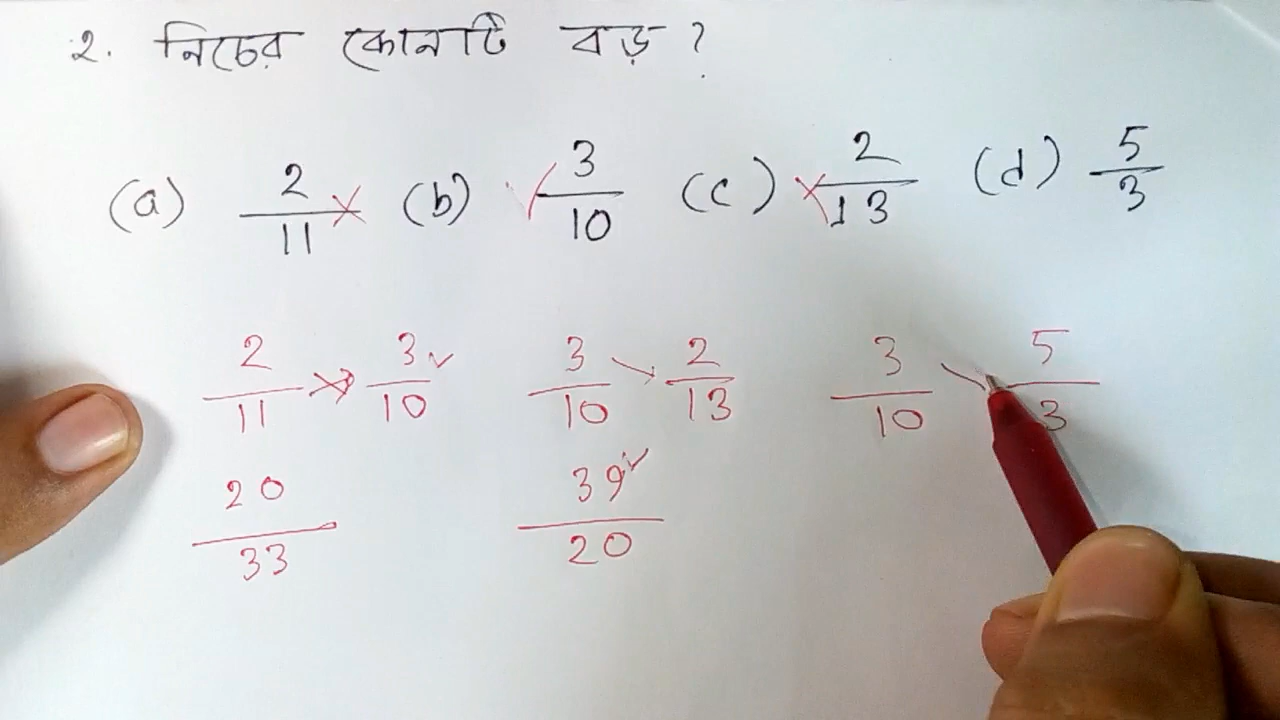 ২. নিচের কোনটি বড় ?
(a) 2/11 (b) 3/10 (c) 2/13 (d) 5/3
2/11 3/10 3/10 2/13 3/10 5/3
20/33 39/20